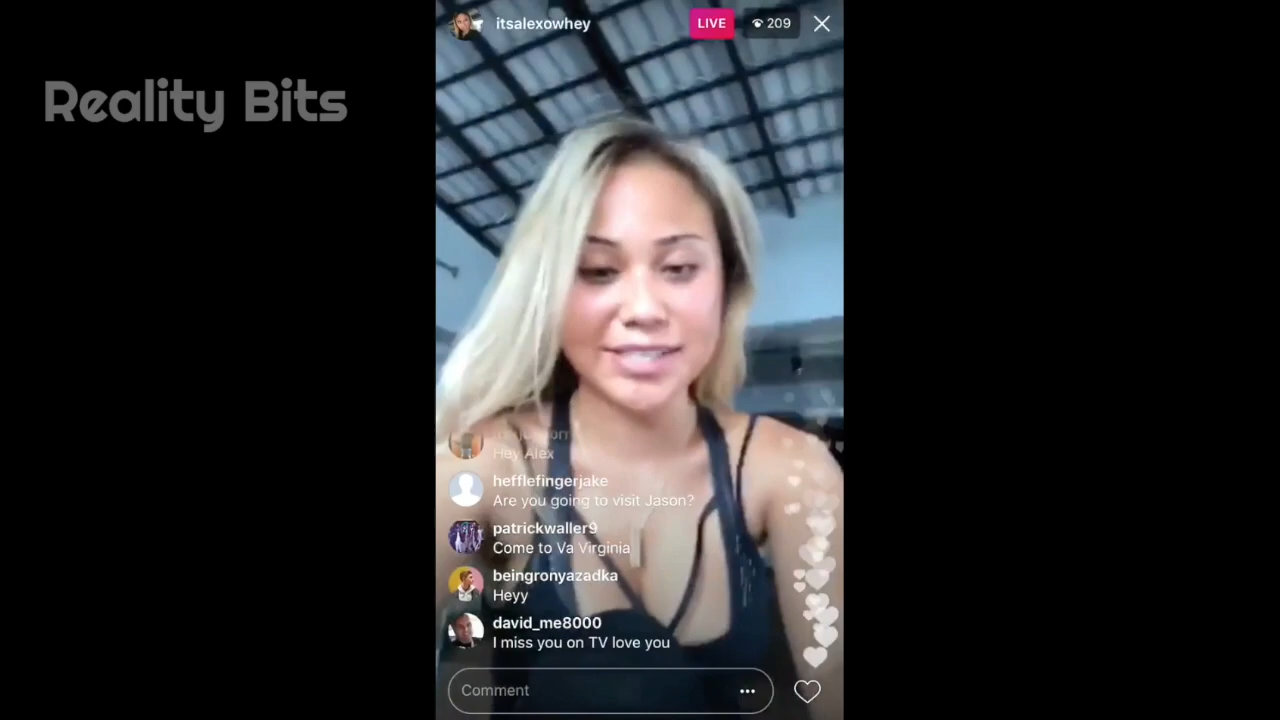 itsalexowhey
LIVE
209
Reality Bits
Hey Alex
hefflefingerjake
Are you going to visit Jason?
patrickwaller9
Come to Va Virginia
beingronyazadka
Heyy
david_me8000
I miss you on TV love you
Comment